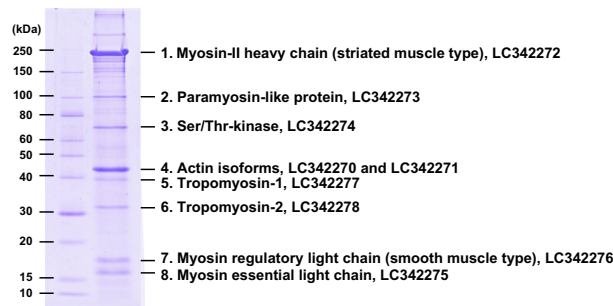 (kDa)
250
150
100
80
60
50
40
30
20
15
10
1. Myosin-II heavy chain (striated muscle type), LC342272
2. Paramyosin-like protein, LC342273
3. Ser/Thr-kinase, LC342274
4. Actin isoforms, LC342270 and LC342271
5. Tropomyosin-1, LC342277
6. Tropomyosin-2, LC342278
7. Myosin regulatory light chain (smooth muscle type), LC342276
8. Myosin essential light chain, LC342275